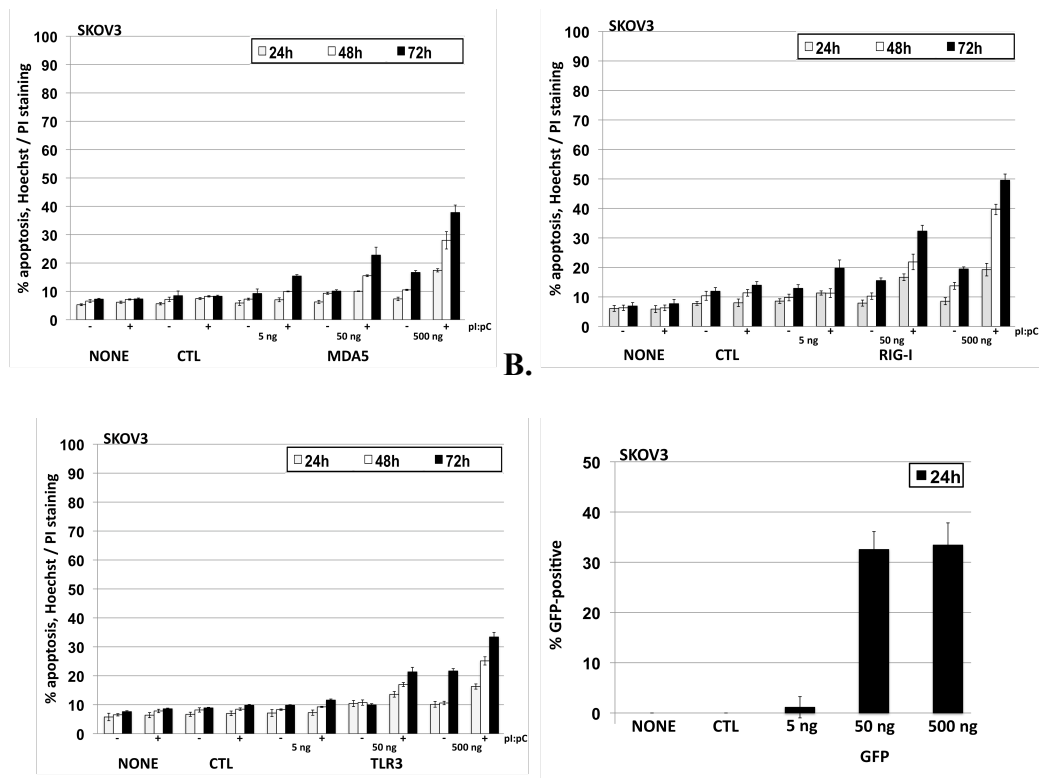 SKOV3
24h 48h 72h
% apoptosis, Hoechst / PI staining
100
90
80
70
60
50
40
30
20
10
0
- + - + - + - + - + pI:pC
5 ng 50 ng 500 ng
NONE CTL MDA5
B.
SKOV3
24h 48h 72h
% apoptosis, Hoechst / PI staining
100
90
80
70
60
50
40
30
20
10
0
- + - + - + - + - + pI:pC
5 ng 50 ng 500 ng
NONE CTL RIG-I
SKOV3
24h 48h 72h
% apoptosis, Hoechst / PI staining
100
90
80
70
60
50
40
30
20
10
0
- + - + - + - + - + pI:pC
5 ng 50 ng 500 ng
NONE CTL TLR3
SKOV3
24h
% GFP-positive
50
40
30
20
10
0
NONE CTL 5 ng 50 ng 500 ng
GFP